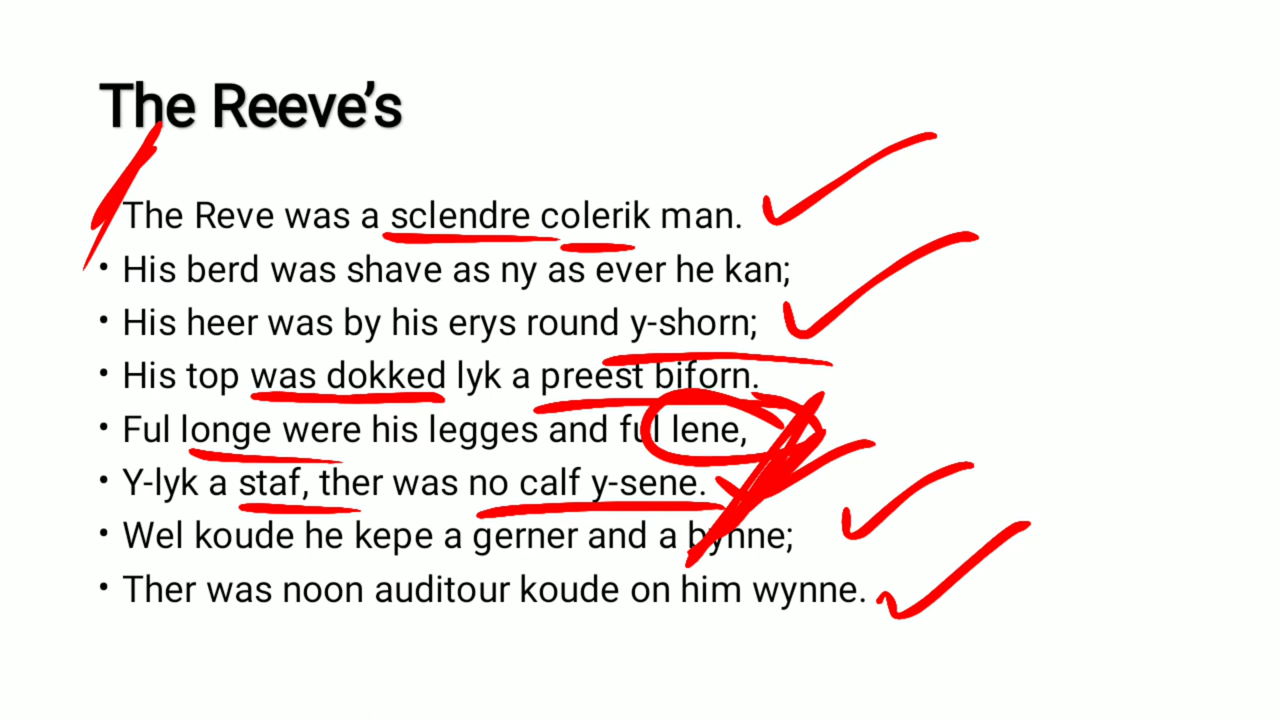 The Reeve's
The Reve was a sclendre colerik man.
• His berd was shave as ny as ever he kan;
• His heer was by his erys round y-shorn;
• His top was dokked lyk a preest biforn.
• Ful longe were his legges and ful lene,
• Y-lyk a staf, ther was no calf y-sene.
• Wel koude he kepe a gerner and a bynne;
• Ther was noon auditour koude on him wynne.